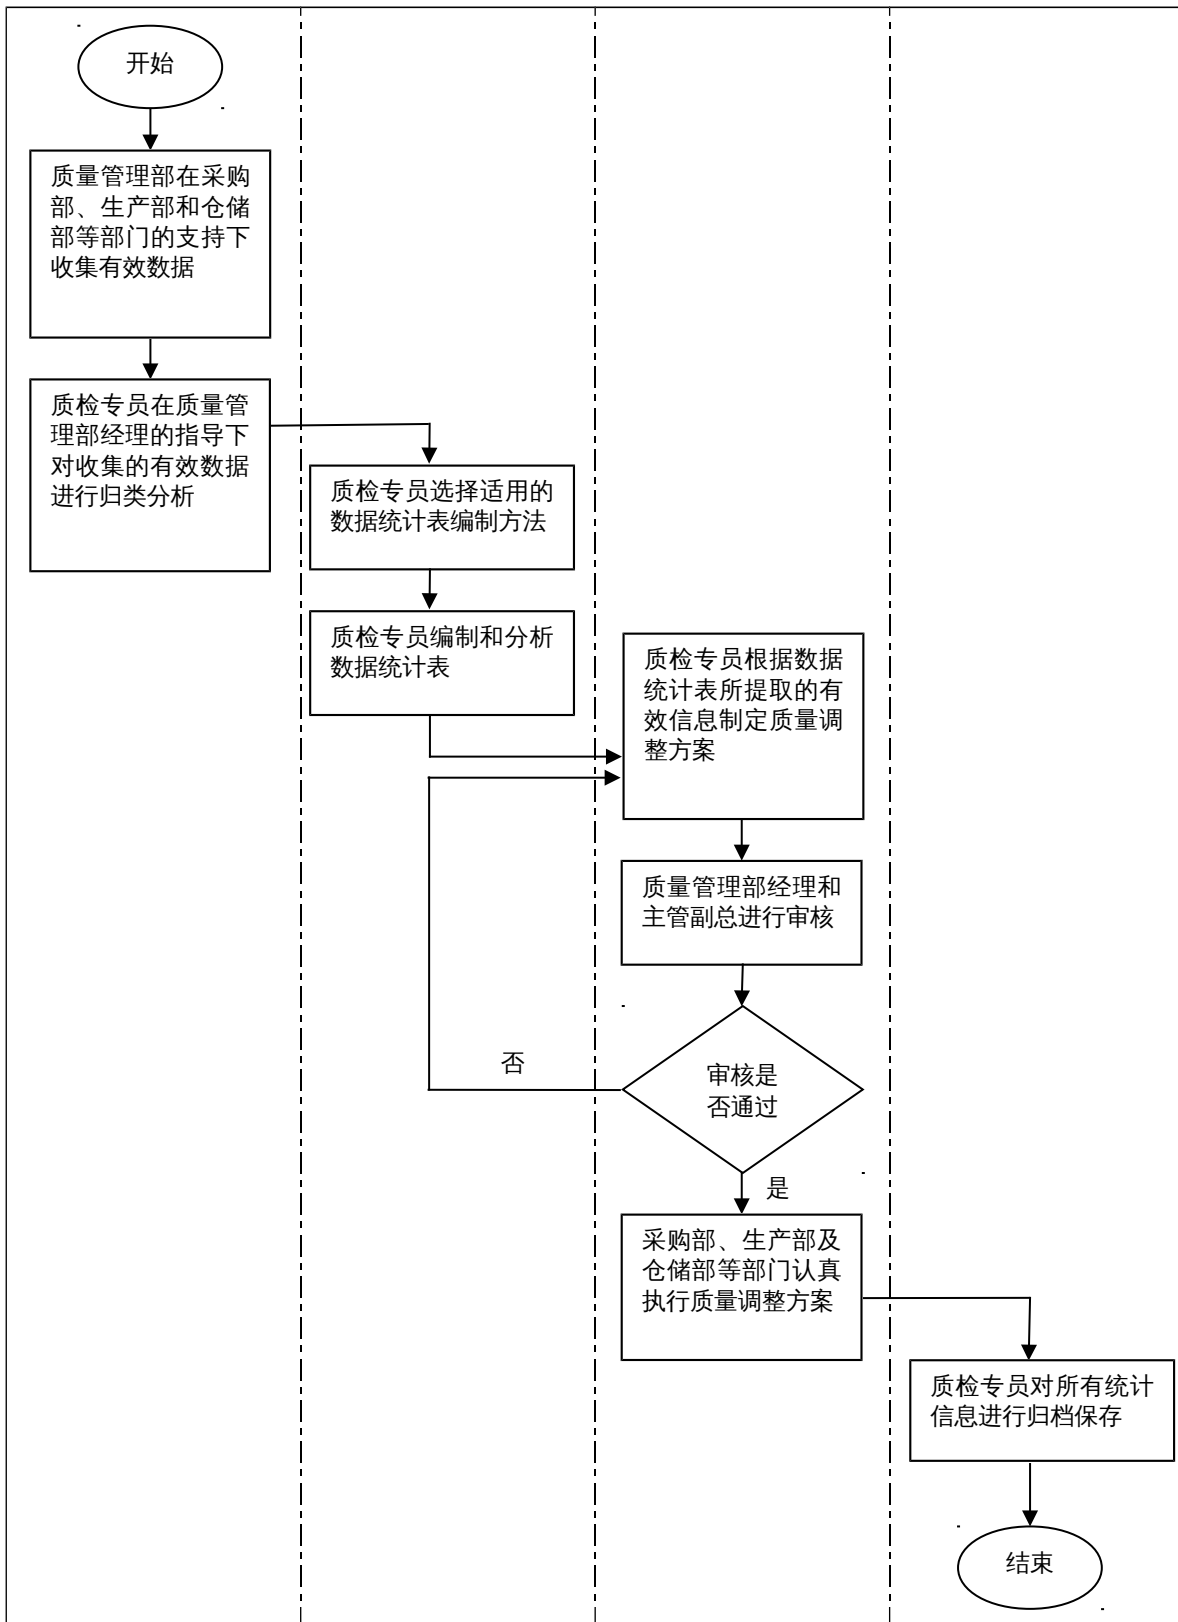 开始
质量管理部在采购
部、生产部和仓储
部等部门的支持下
收集有效数据
质检专员在质量管
理部经理的指导下
对收集的有效数据
进行归类分析
质检专员选择适用的
数据统计表编制方法
质检专员编制和分析
数据统计表
质检专员根据数据
统计表所提取的有
效信息制定质量调
整方案
质量管理部经理和
主管副总进行审核
审核是
否通过
否
是
采购部、生产部及
仓储部等部门认真
执行质量调整方案
质检专员对所有统计
信息进行归档保存
结束